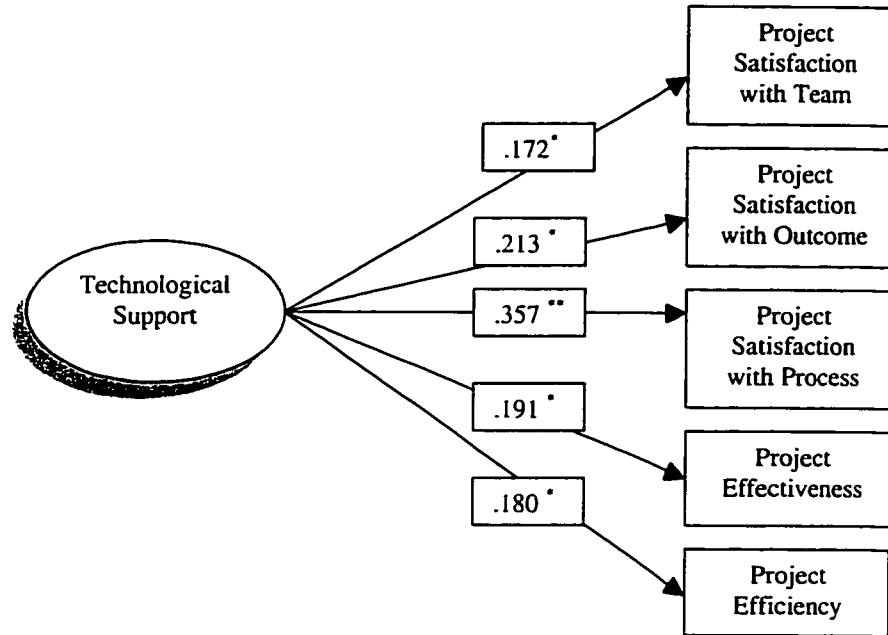 Project
Satisfaction
with Team
.172*
Project
Satisfaction
with Outcome
.213*
Technological
Support
.357**
Project
Satisfaction
with Process
.191*
Project
Effectiveness
.180*
Project
Efficiency